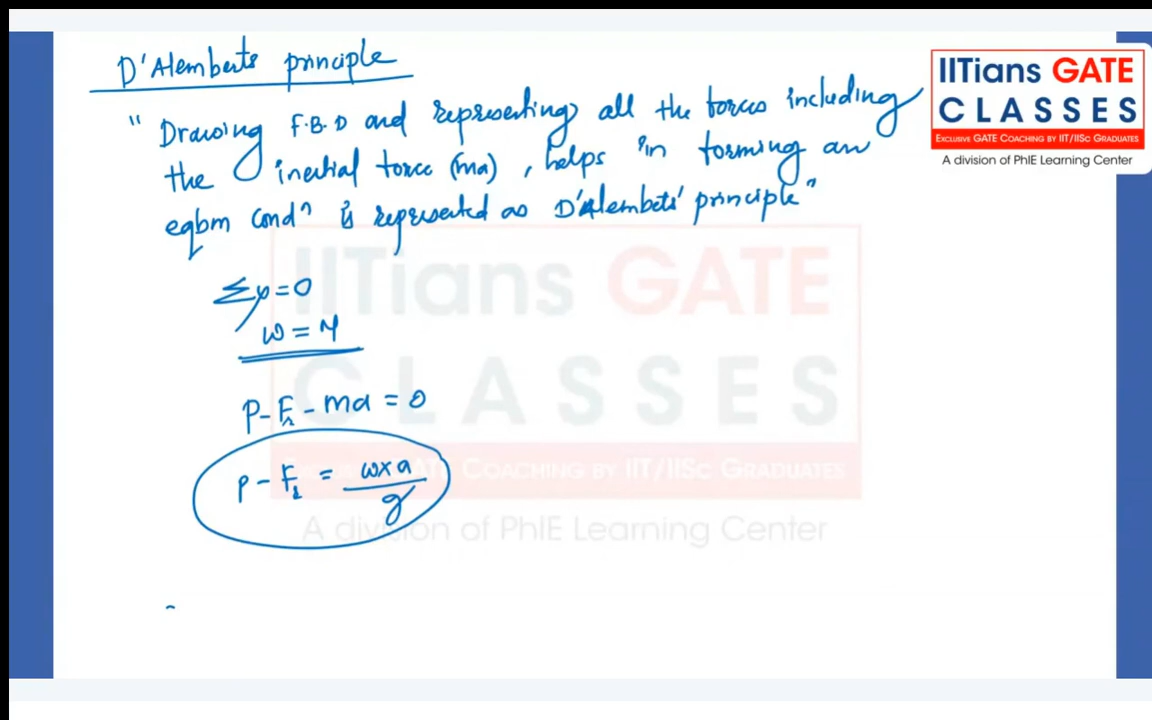 D'Alemberts principle
IITians GATE
CLASSES
EXCLUSIVE GATE COACHING BY IIT/IISc GRADUATES
A division of PhIE Learning Center
" Drawing F.B.D and representing all the forces including
the inertial force (ma), helps in forming an
eqbm condn is represented as D'Alembets' principle"
Σy=0
W = N
P - Fr - ma = 0
P - Fr = w x a / g
IITians GATE
CLASSES
EXCLUSIVE GATE COACHING BY IIT/IISc GRADUATES
A division of PhIE Learning Center